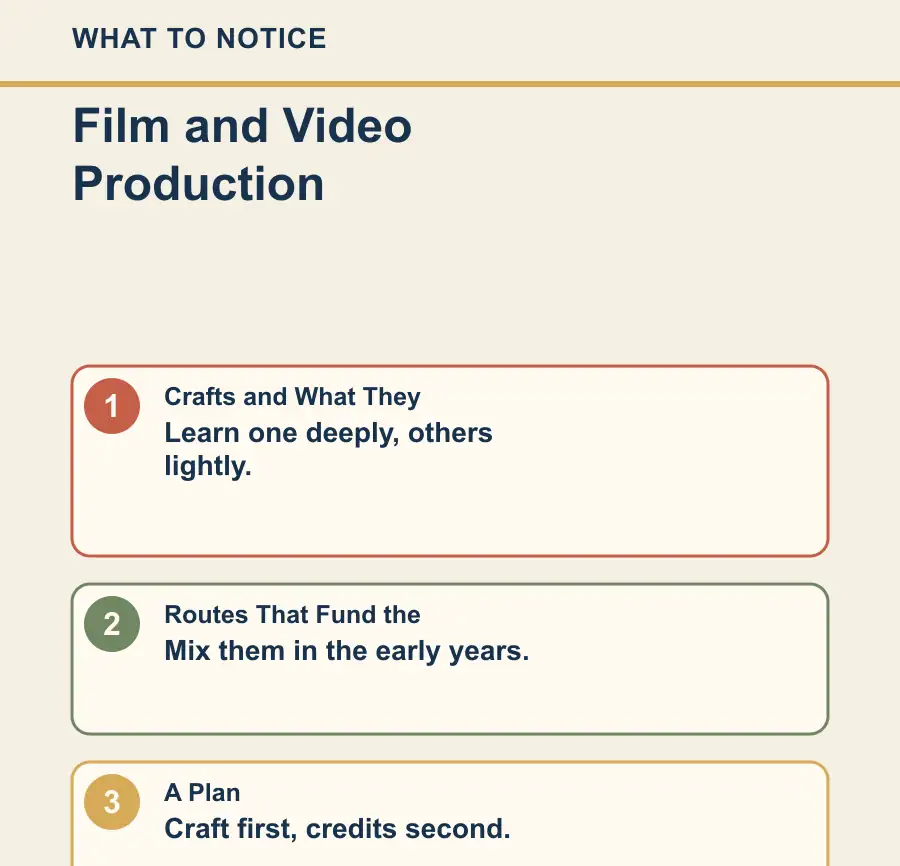 WHAT TO NOTICE
Film and Video
Production
1
Crafts and What They
Learn one deeply, others
lightly.
2
Routes That Fund the
Mix them in the early years.
3
A Plan
Craft first, credits second.